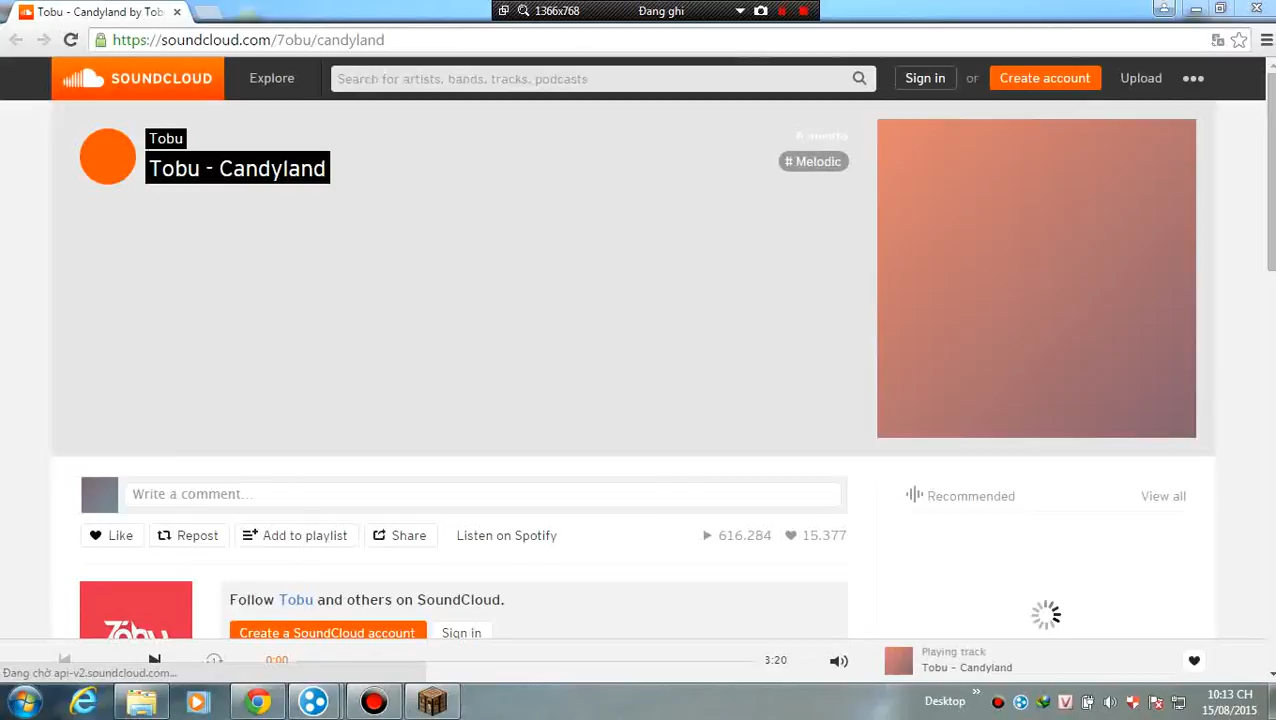 Tobu - Candyland by Tob
1366x768
Đang ghi
https://soundcloud.com/7obu/candyland
SOUNDCLOUD
Explore
Search for artists, bands, tracks, podcasts
Sign in
or
Create account
Upload
Tobu
6 months
Tobu - Candyland
# Melodic
Write a comment...
Recommended
View all
Like
Repost
Add to playlist
Share
Listen on Spotify
616.284
15.377
Follow Tobu and others on SoundCloud.
7obu
Create a SoundCloud account
Sign in
0:00
3:20
Playing track
Tobu - Candyland
Đang chờ api-v2.soundcloud.com...
Desktop
10:13 CH
15/08/2015